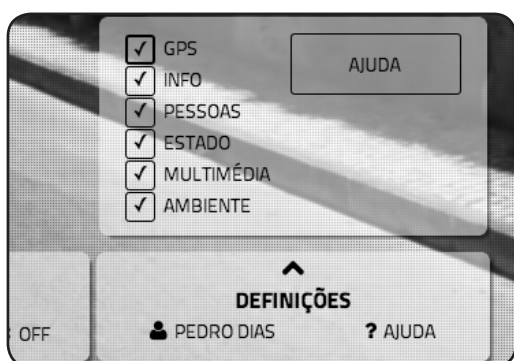 GPS
AJUDA
INFO
PESSOAS
ESTADO
MULTIMÉDIA
AMBIENTE
DEFINIÇÕES
OFF
PEDRO DIAS
? AJUDA